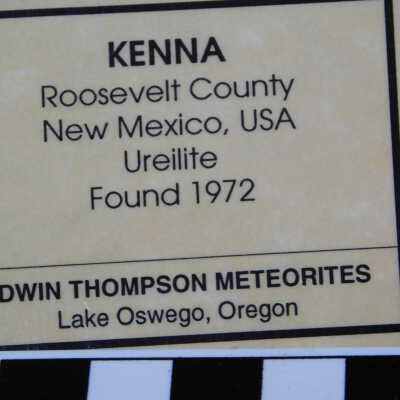 KENNA
Roosevelt County
New Mexico, USA
Ureilite
Found 1972
DWIN THOMPSON METEORITES
Lake Oswego, Oregon